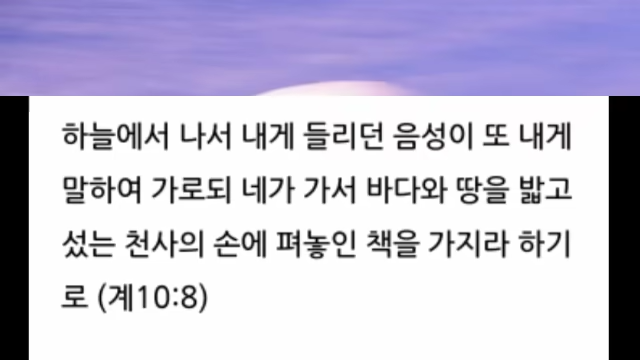 하늘에서 나서 내게 들리던 음성이 또 내게
말하여 가로되 네가 가서 바다와 땅을 밟고
섰는 천사의 손에 펴놓인 책을 가지라 하기
로 (계10:8)